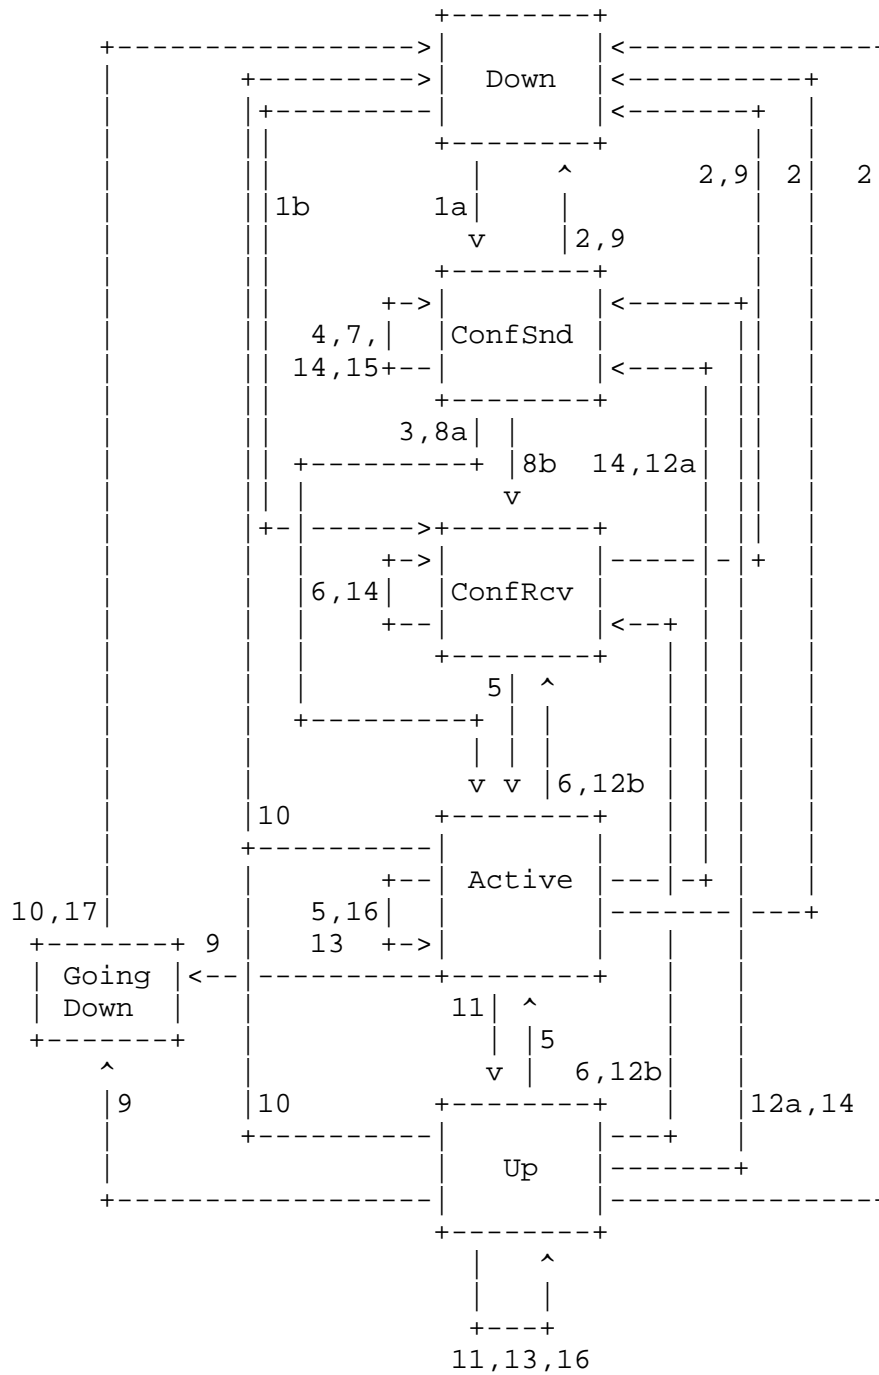 Down
2,9 2 2
1b 1a
2,9
4,7, ConfSnd
14,15
3,8a
8b 14,12a
6,14 ConfRcv
5
6,12b
10
Active
10,17 5,16
9 13
Going
Down 11
5
6,12b
9 10 12a,14
Up
11,13,16